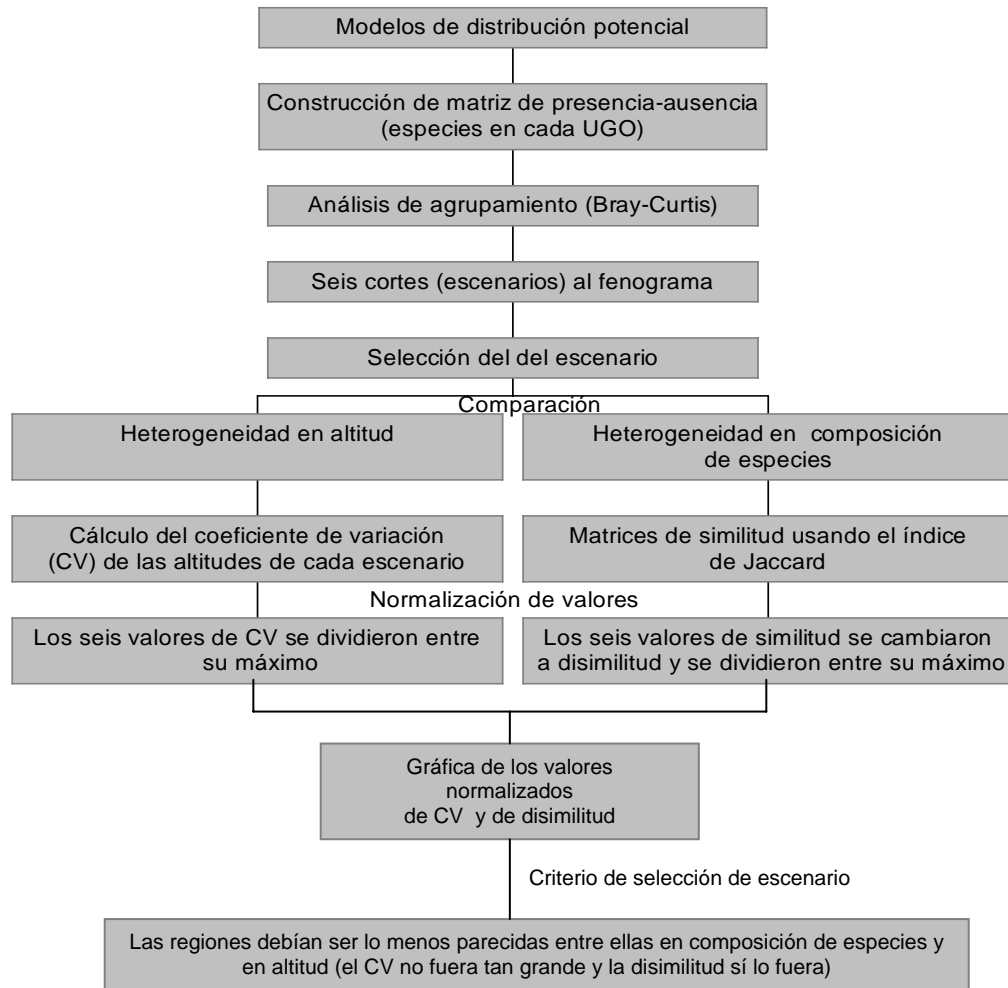 Modelos de distribución potencial
Construcción de matriz de presencia-ausencia
(especies en cada UGO)
Análisis de agrupamiento (Bray-Curtis)
Seis cortes (escenarios) al fenograma
Selección del del escenario
Comparación
Heterogeneidad en altitud
Heterogeneidad en composición
de especies
Cálculo del coeficiente de variación
(CV) de las altitudes de cada escenario
Matrices de similitud usando el índice
de Jaccard
Normalización de valores
Los seis valores de CV se dividieron entre
su máximo
Los seis valores de similitud se cambiaron
a disimilitud y se dividieron entre su máximo
Gráfica de los valores
normalizados
de CV y de disimilitud
Criterio de selección de escenario
Las regiones debían ser lo menos parecidas entre ellas en composición de especies y
en altitud (el CV no fuera tan grande y la disimilitud sí lo fuera)